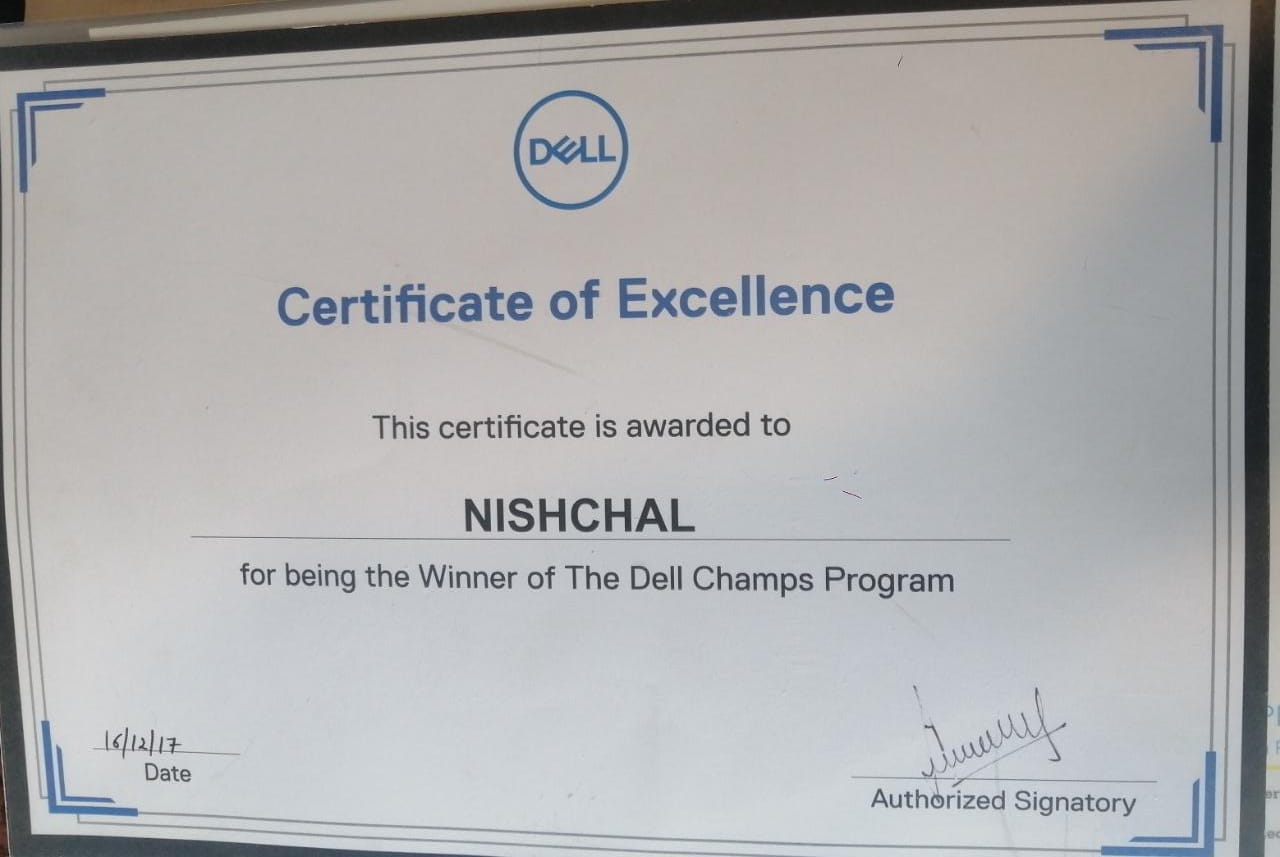 DELL
Certificate of Excellence
This certificate is awarded to
NISHCHAL
for being the Winner of The Dell Champs Program
16/12/17
Date
Authorized Signatory